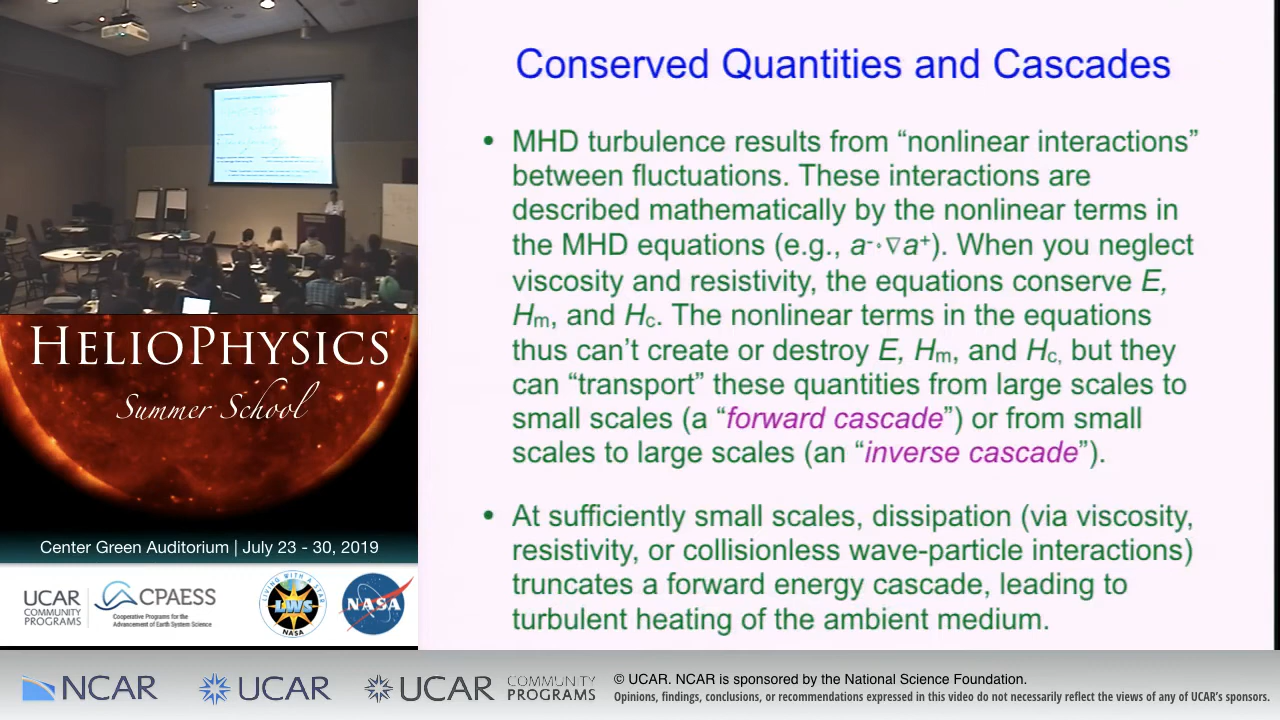 Conserved Quantities and Cascades
• MHD turbulence results from “nonlinear interactions”
between fluctuations. These interactions are
described mathematically by the nonlinear terms in
the MHD equations (e.g., a⁻·∇a⁺). When you neglect
viscosity and resistivity, the equations conserve E,
Hm, and Hc. The nonlinear terms in the equations
thus can’t create or destroy E, Hm, and Hc, but they
can “transport” these quantities from large scales to
small scales (a “forward cascade”) or from small
scales to large scales (an “inverse cascade”).
• At sufficiently small scales, dissipation (via viscosity,
resistivity, or collisionless wave-particle interactions)
truncates a forward energy cascade, leading to
turbulent heating of the ambient medium.
HELIOPHYSICS
Summer School
Center Green Auditorium | July 23 - 30, 2019
UCAR
COMMUNITY
PROGRAMS
CPAESS
Cooperative Programs for the
Advancement of Earth System Science
LIVING WITH A STAR
LWS
NASA
NASA
NCAR
UCAR
UCAR
COMMUNITY
PROGRAMS
© UCAR. NCAR is sponsored by the National Science Foundation.
Opinions, findings, conclusions, or recommendations expressed in this video do not necessarily reflect the views of any of UCAR's sponsors.